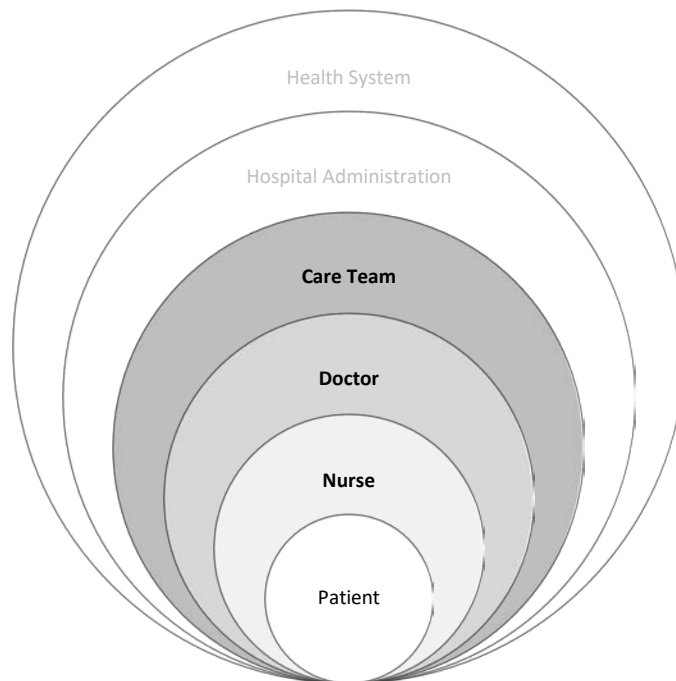 Health System
Hospital Administration
Care Team
Doctor
Nurse
Patient